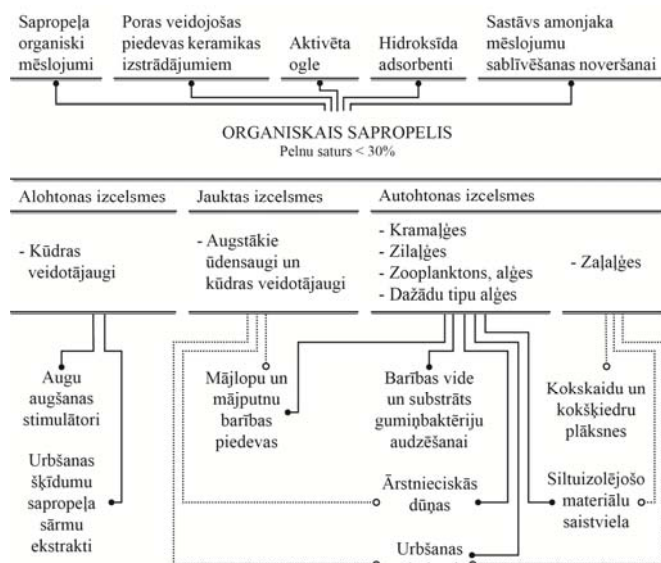 Sapropeļa
organiski
mēslojumi
Poras veidojošas
piedevas keramikas
izstrādājumiem
Aktivēta
ogle
Hidroksīda
adsorbenti
Sastāvs amonjaka
mēslojumu
sablīvēšanas noveršanai
ORGANISKAIS SAPROPELIS
Pelnu saturs < 30%
Alohtonas izcelsmes
Jauktas izcelsmes
Autohtonas izcelsmes
- Kūdras
veidotājaugi
- Augstākie
ūdensaugi un
kūdras veidotājaugi
- Kramaļģes
- Zilaļģes
- Zooplanktons, alģes
- Dažādu tipu alģes
- Zaļaļģes
Augu
augšanas
stimulātori
Mājlopu un
mājputnu
barības
piedevas
Barības vide
un substrāts
gumiņbaktēriju
audzēšanai
Kokskaidu un
kokšķiedru
plāksnes
Urbšanas
šķīdumu
sapropeļa
sārmu
ekstrakti
Ārstnieciskās
dūņas
Siltuizolējošo
materiālu
saistviela
Urbšanas